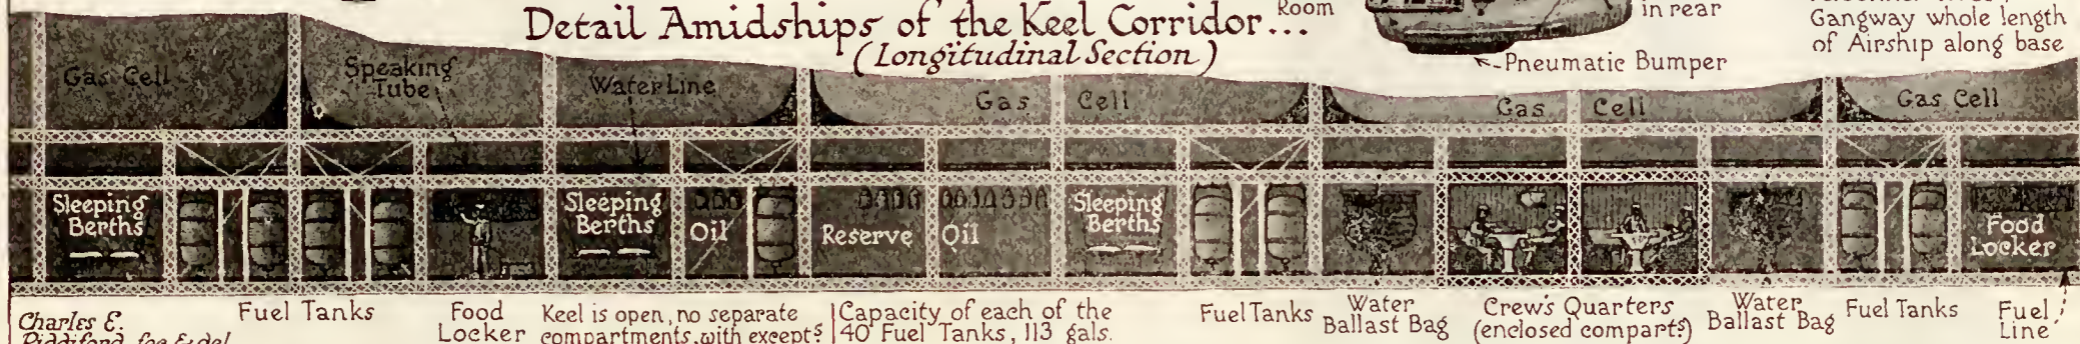 Detail Amidships of the Keel Corridor...
(Longitudinal Section)
Room
in rear
Pneumatic Bumper
Gangway whole length
of Airship along base
Gas Cell
Speaking
Tube
Water Line
Gas Cell
Gas Cell
Gas Cell
Sleeping
Berths
Sleeping
Berths
Oil
Reserve Oil
Sleeping
Berths
Food
Locker
Fuel Tanks
Food
Locker
Keel is open, no separate
compartments, with excepts
Capacity of each of the
40 Fuel Tanks, 113 gals.
Fuel Tanks
Water
Ballast Bag
Crew's Quarters
(enclosed comparts)
Water
Ballast Bag
Fuel Tanks
Fuel
Line
Charles E.